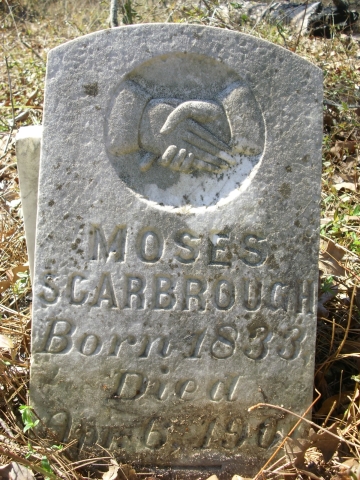 MOSES
SCARBROUGH
Born 1833
Died
Apr. 6,